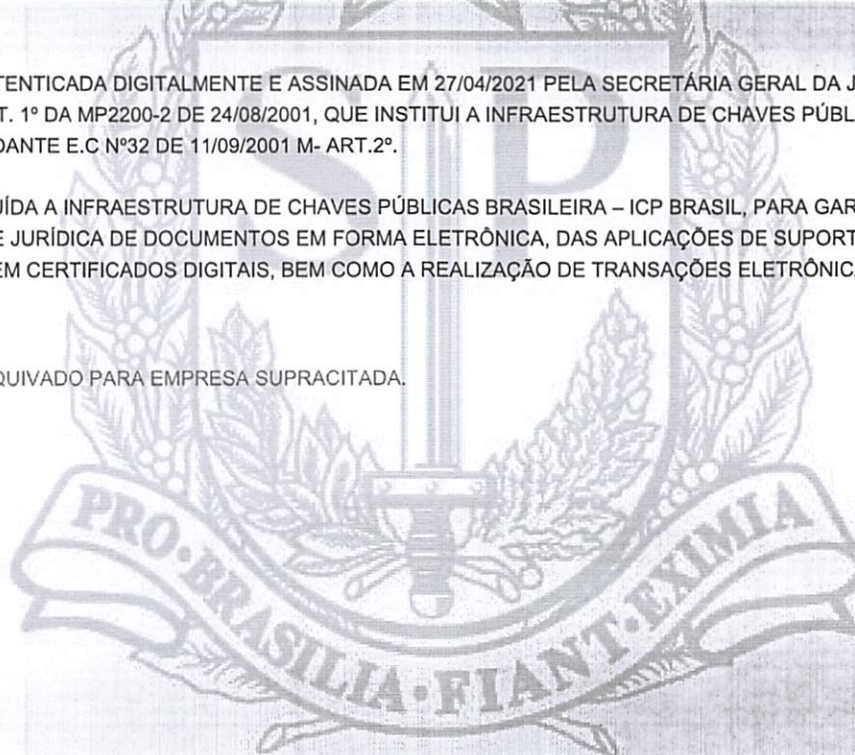 TENTICADA DIGITALMENTE E ASSINADA EM 27/04/2021 PELA SECRETÁRIA GERAL DA J
T. 1º DA MP2200-2 DE 24/08/2001, QUE INSTITUI A INFRAESTRUTURA DE CHAVES PÚBL
DANTE E.C Nº32 DE 11/09/2001 M- ART.2º.
UÍDA A INFRAESTRUTURA DE CHAVES PÚBLICAS BRASILEIRA – ICP BRASIL, PARA GAR
E JURÍDICA DE DOCUMENTOS EM FORMA ELETRÔNICA, DAS APLICAÇÕES DE SUPORT
EM CERTIFICADOS DIGITAIS, BEM COMO A REALIZAÇÃO DE TRANSAÇÕES ELETRÔNICA
QUIVADO PARA EMPRESA SUPRACITADA.
SP
PRO·BRASILIA·FIANT·EXIMIA